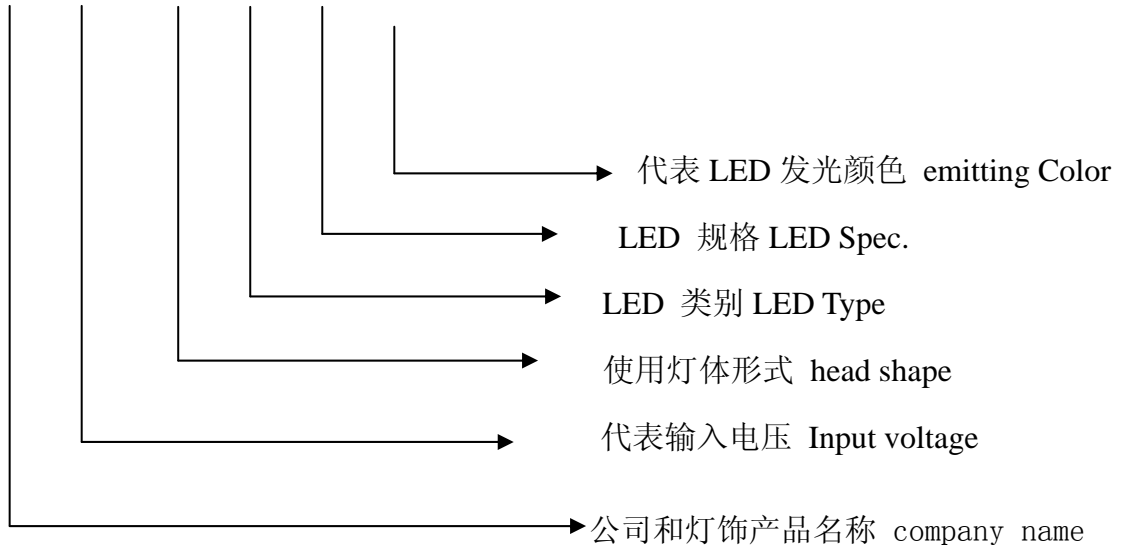 代表 LED 发光颜色 emitting Color
LED 规格 LED Spec.
LED 类别 LED Type
使用灯体形式 head shape
代表输入电压 Input voltage
公司和灯饰产品名称 company name